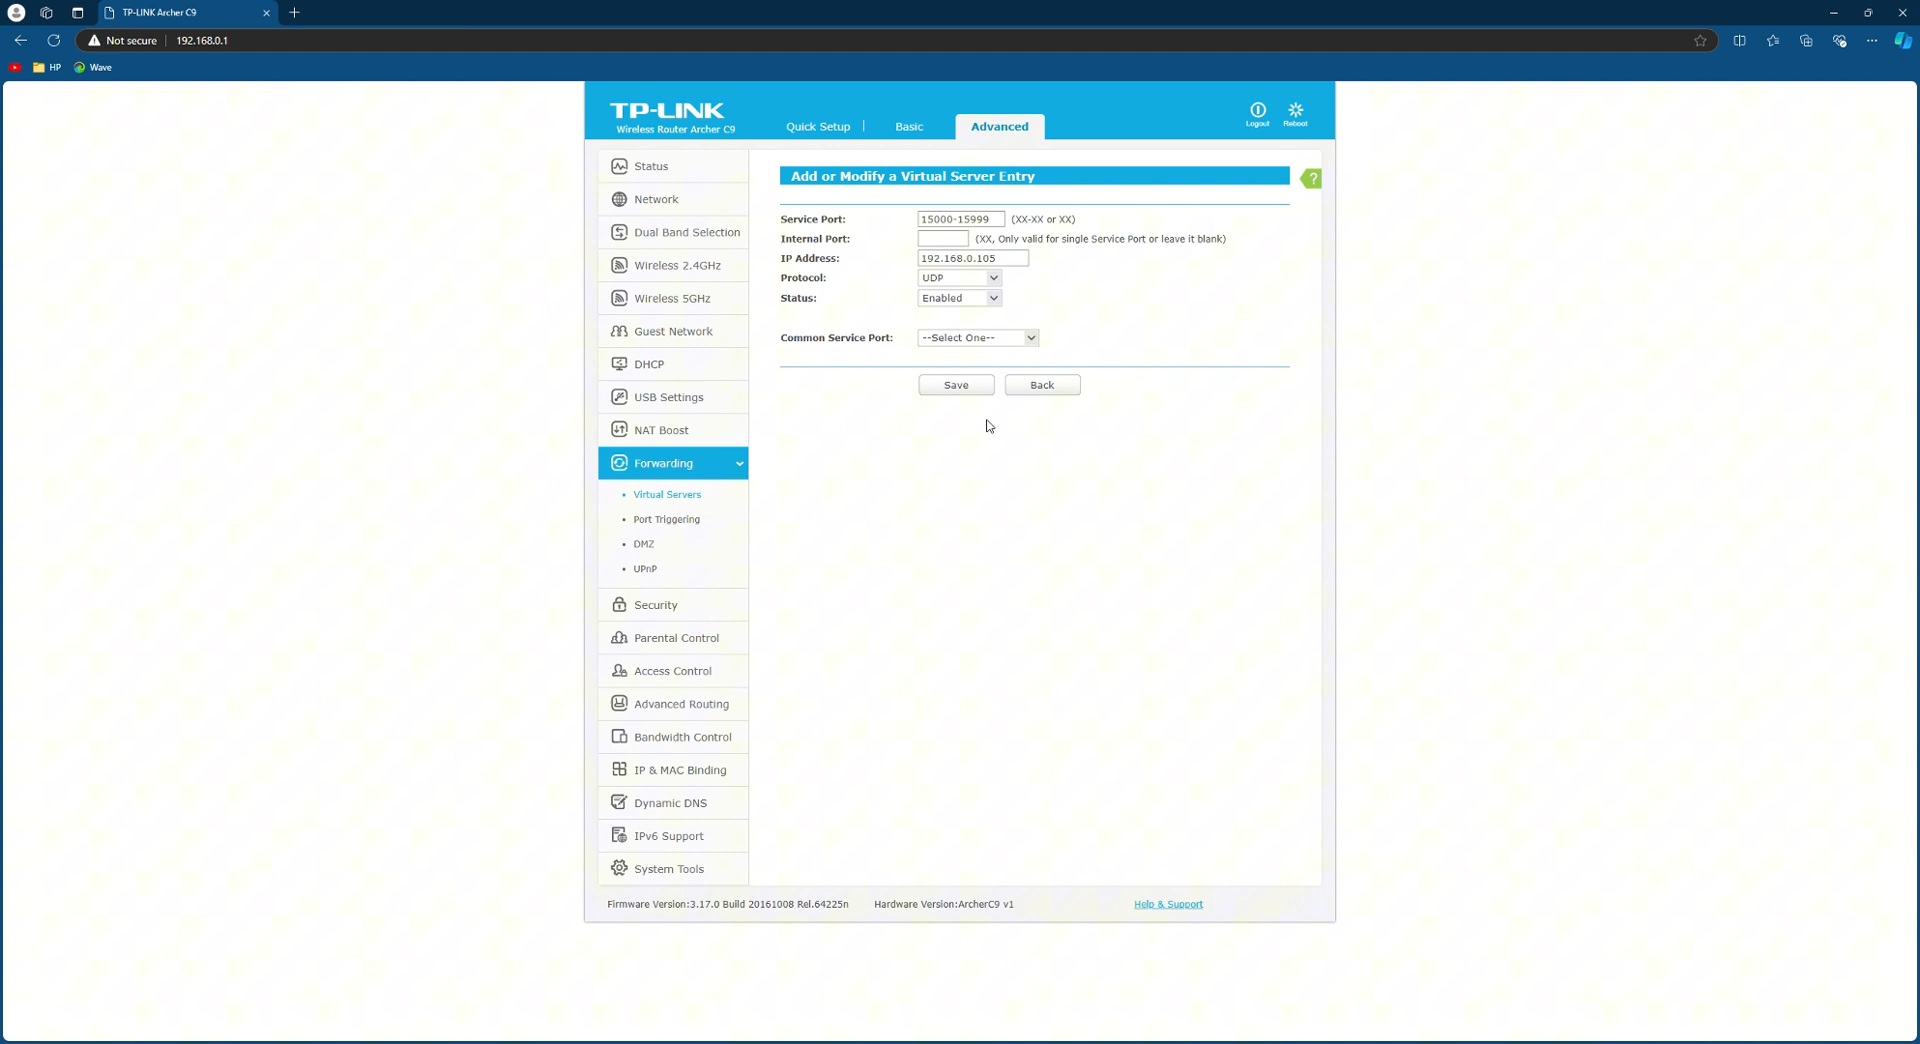 TP-LINK Archer C9
Not secure 192.168.0.1
HP Wave
TP-LINK
Wireless Router Archer C9
Quick Setup Basic Advanced
Logout Reboot
Status
Network
Dual Band Selection
Wireless 2.4GHz
Wireless 5GHz
Guest Network
DHCP
USB Settings
NAT Boost
Forwarding
Virtual Servers
Port Triggering
DMZ
UPnP
Security
Parental Control
Access Control
Advanced Routing
Bandwidth Control
IP & MAC Binding
Dynamic DNS
IPv6 Support
System Tools
Add or Modify a Virtual Server Entry
?
Service Port: 15000-15999 (XX-XX or XX)
Internal Port: (XX, Only valid for single Service Port or leave it blank)
IP Address: 192.168.0.105
Protocol: UDP
Status: Enabled
Common Service Port: --Select One--
Save Back
Firmware Version:3.17.0 Build 20161008 Rel.64225n Hardware Version:ArcherC9 v1 Help & Support